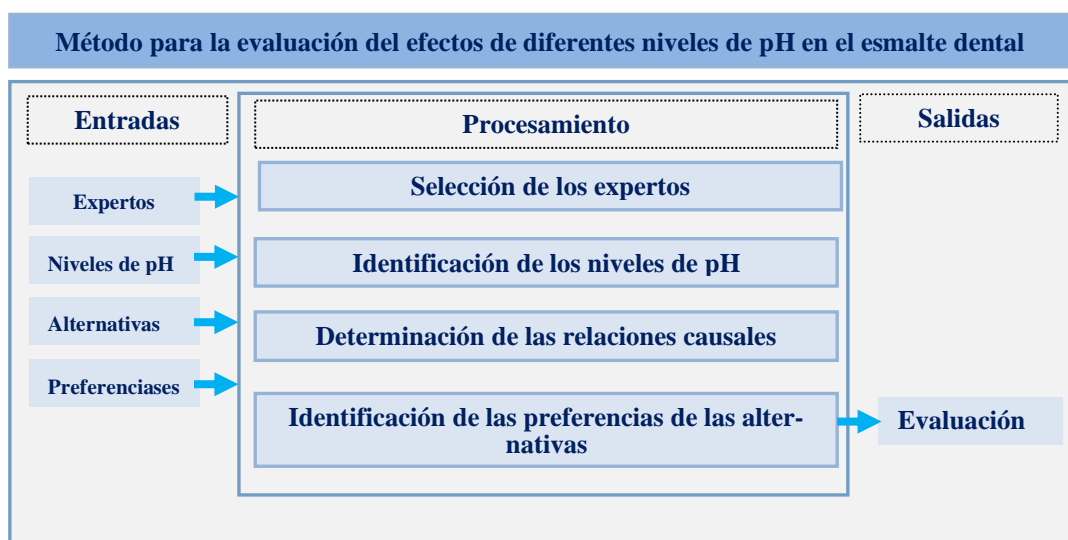 Método para la evaluación del efectos de diferentes niveles de pH en el esmalte dental
Entradas
Expertos
Niveles de pH
Alternativas
Preferenciases
Procesamiento
Selección de los expertos
Identificación de los niveles de pH
Determinación de las relaciones causales
Identificación de las preferencias de las alter-
nativas
Salidas
Evaluación